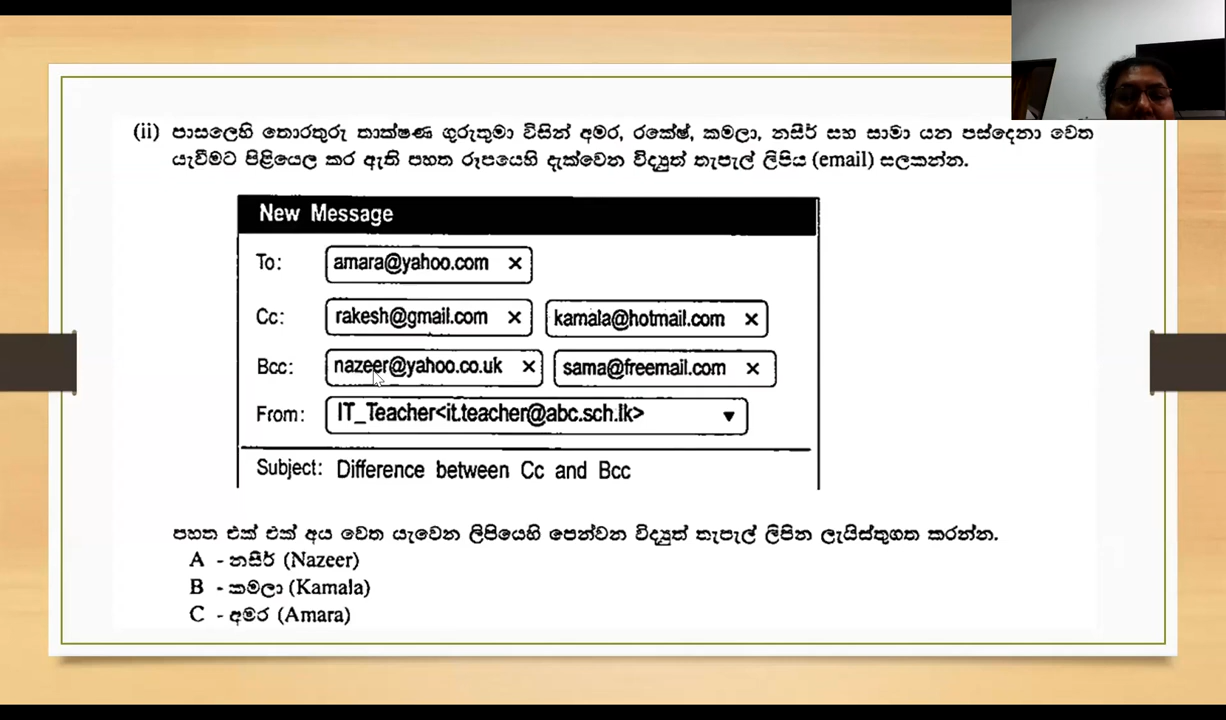 (ii) පාසලෙහි තොරතුරු තාක්ෂණ ගුරුතුමා විසින් අමර, රකේෂ්, කමලා, නසීර් සහ සාමා යන පස්දෙනා වෙත
යැවීමට පිළියෙල කර ඇති පහත රූපයෙහි දැක්වෙන විද්‍යුත් තැපැල් ලිපිය (email) සලකන්න.
New Message
To: amara@yahoo.com ×
Cc: rakesh@gmail.com × kamala@hotmail.com ×
Bcc: nazeer@yahoo.co.uk × sama@freemail.com ×
From: IT_Teacher<it.teacher@abc.sch.lk> ▼
Subject: Difference between Cc and Bcc
පහත එක් එක් අය වෙත යැවෙන ලිපියෙහි පෙන්වන විද්‍යුත් තැපැල් ලිපින ලැයිස්තුගත කරන්න.
A - නසීර් (Nazeer)
B - කමලා (Kamala)
C - අමර (Amara)